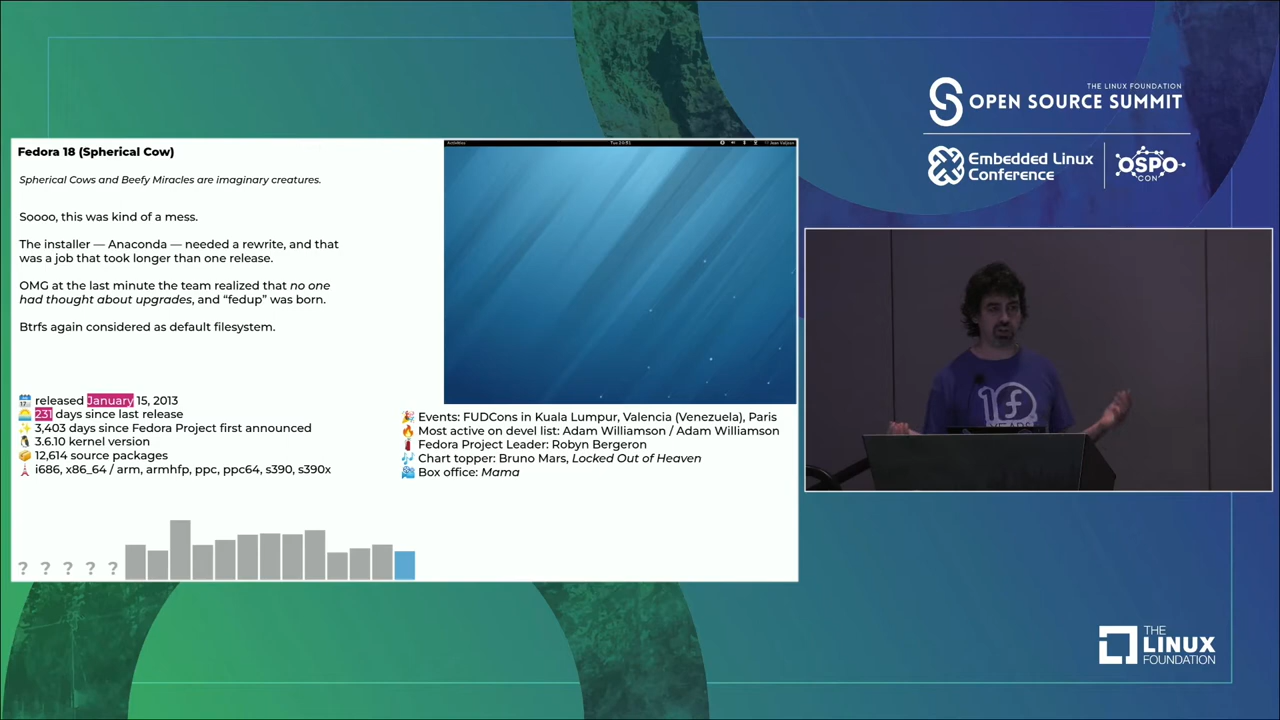 THE LINUX FOUNDATION
OPEN SOURCE SUMMIT
Embedded Linux
Conference
OSPO
CON
Fedora 18 (Spherical Cow)
Spherical Cows and Beefy Miracles are imaginary creatures.
Soooo, this was kind of a mess.
The installer — Anaconda — needed a rewrite, and that
was a job that took longer than one release.
OMG at the last minute the team realized that no one
had thought about upgrades, and “fedup” was born.
Btrfs again considered as default filesystem.
released January 15, 2013
231 days since last release
3,403 days since Fedora Project first announced
3.6.10 kernel version
12,614 source packages
i686, x86_64 / arm, armhfp, ppc, ppc64, s390, s390x
Activities
Events: FUDCons in Kuala Lumpur, Valencia (Venezuela), Paris
Most active on devel list: Adam Williamson / Adam Williamson
Fedora Project Leader: Robyn Bergeron
Chart topper: Bruno Mars, Locked Out of Heaven
Box office: Mama
? ? ? ? ?
10
YEARS
THE
LINUX
FOUNDATION